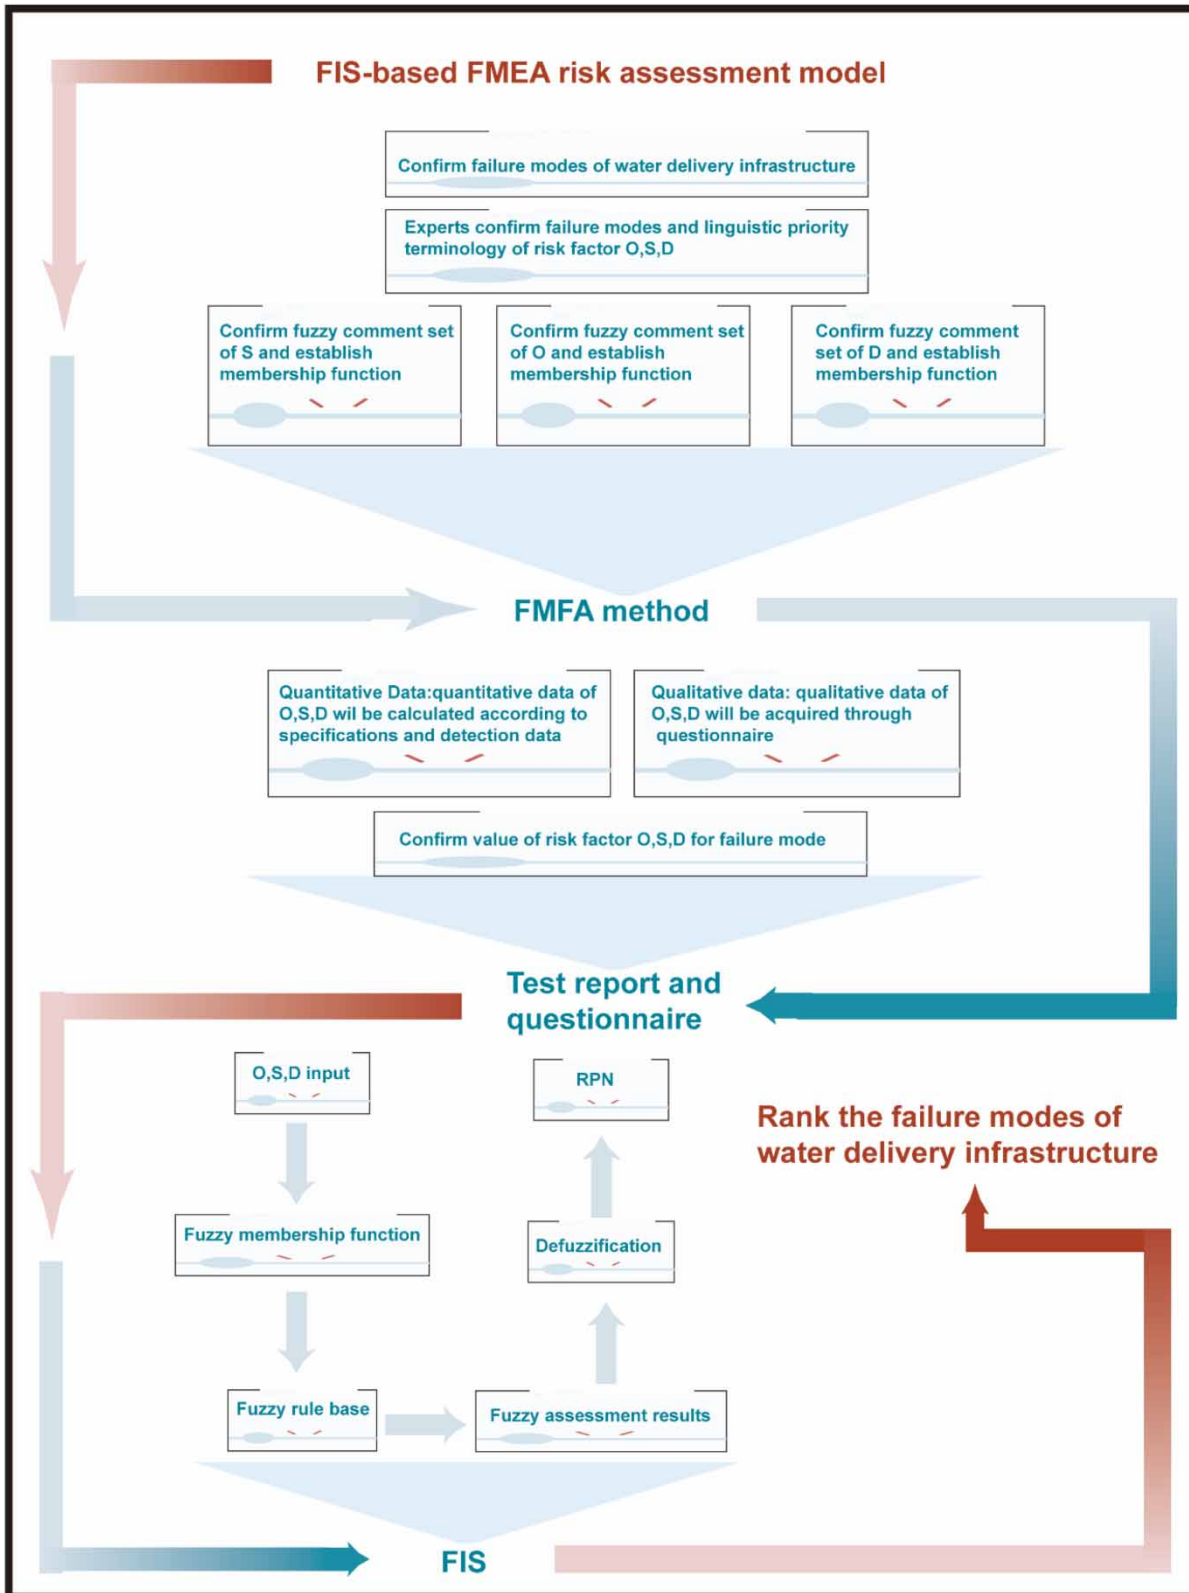 FIS-based FMEA risk assessment model
Confirm failure modes of water delivery infrastructure
Experts confirm failure modes and linguistic priority
terminology of risk factor O,S,D
Confirm fuzzy comment set
of S and establish
membership function
Confirm fuzzy comment set
of O and establish
membership function
Confirm fuzzy comment
set of D and establish
membership function
FMFA method
Quantitative Data:quantitative data of
O,S,D wil be calculated according to
specifications and detection data
Qualitative data: qualitative data of
O,S,D will be acquired through
questionnaire
Confirm value of risk factor O,S,D for failure mode
Test report and
questionnaire
O,S,D input
RPN
Rank the failure modes of
water delivery infrastructure
Fuzzy membership function
Defuzzification
Fuzzy rule base
Fuzzy assessment results
FIS